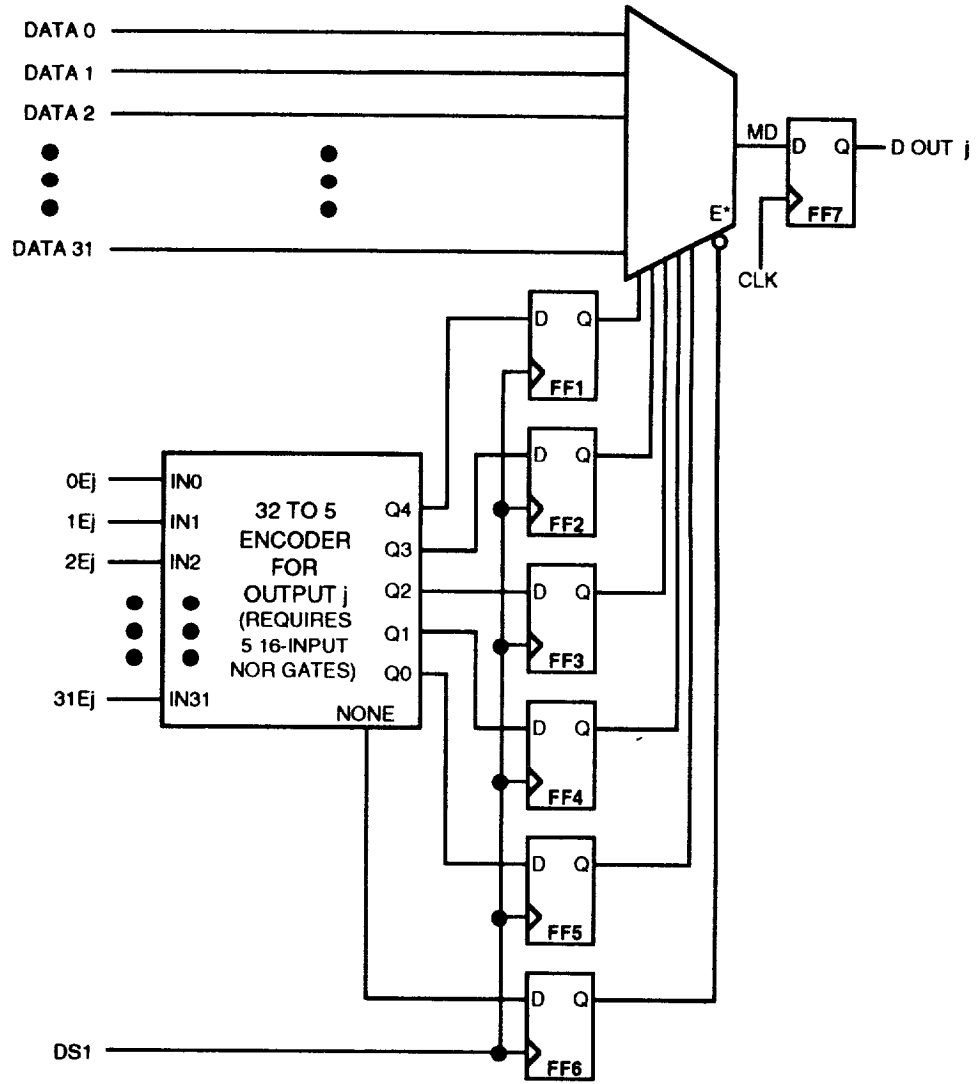 DATA 0
DATA 1
DATA 2
DATA 31
MD
D Q
FF7
D OUT j
E*
CLK
D Q
FF1
D Q
FF2
D Q
FF3
D Q
FF4
D Q
FF5
D Q
FF6
0Ej
1Ej
2Ej
31Ej
IN0
IN1
IN2
IN31
32 TO 5
ENCODER
FOR
OUTPUT j
(REQUIRES
5 16-INPUT
NOR GATES)
Q4
Q3
Q2
Q1
Q0
NONE
DS1